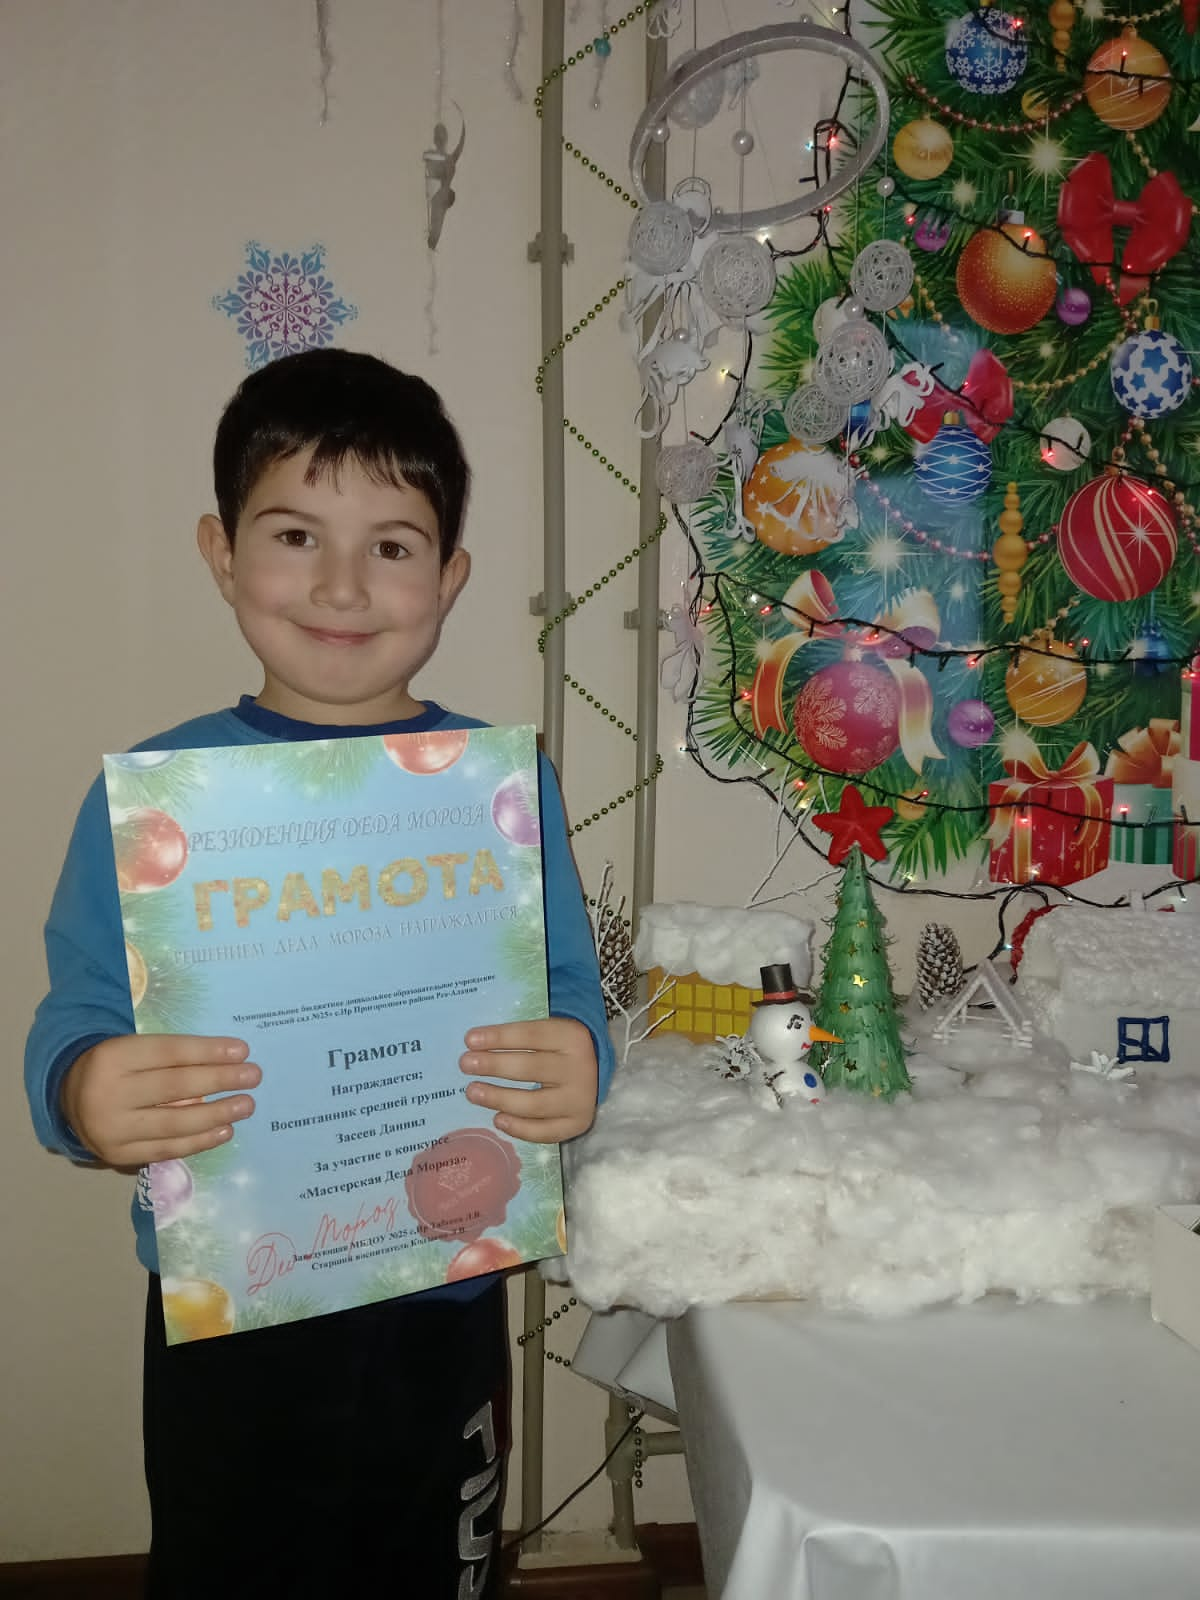 РЕЗИДЕНЦИЯ ДЕДА МОРОЗА
ГРАМОТА
РЕШЕНИЕМ ДЕДА МОРОЗА НАГРАЖДАЕТСЯ
Муниципальное бюджетное дошкольное образовательное учреждение
«Детский сад №25» с.Ир Пригородного района Рсо-Алания
Грамота
Награждается;
Воспитанник средней группы «
Засеев Даниил
За участие в конкурсе
«Мастерская Деда Мороза»
Дед Мороз
Заведующая МБДОУ №25 с.Ир Л.В.
Старший воспитатель